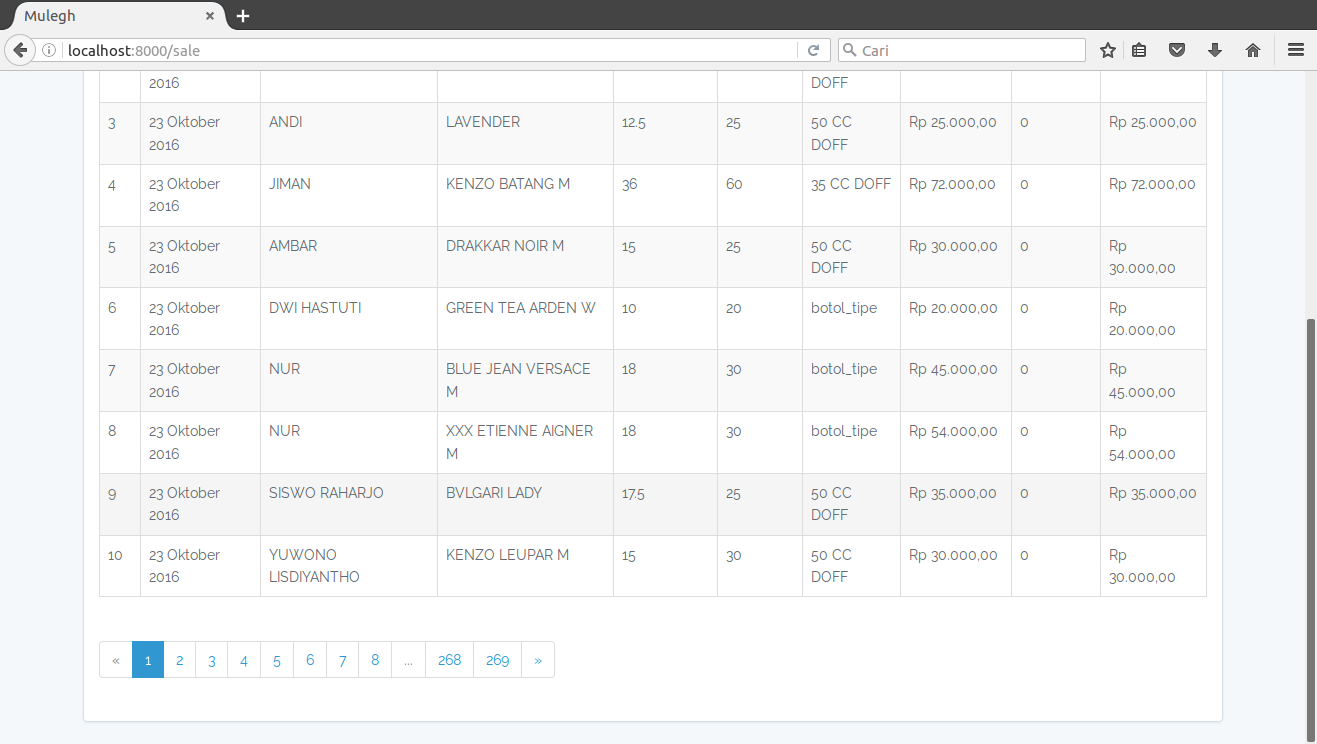 Mulegh
localhost:8000/sale
Cari
2016 DOFF
3 23 Oktober ANDI LAVENDER 12.5 25 50 CC Rp 25.000,00 0 Rp 25.000,00
2016 DOFF
4 23 Oktober JIMAN KENZO BATANG M 36 60 35 CC DOFF Rp 72.000,00 0 Rp 72.000,00
2016
5 23 Oktober AMBAR DRAKKAR NOIR M 15 25 50 CC Rp 30.000,00 0 Rp
2016 DOFF 30.000,00
6 23 Oktober DWI HASTUTI GREEN TEA ARDEN W 10 20 botol_tipe Rp 20.000,00 0 Rp
2016 20.000,00
7 23 Oktober NUR BLUE JEAN VERSACE 18 30 botol_tipe Rp 45.000,00 0 Rp
2016 M 45.000,00
8 23 Oktober NUR XXX ETIENNE AIGNER 18 30 botol_tipe Rp 54.000,00 0 Rp
2016 M 54.000,00
9 23 Oktober SISWO RAHARJO BVLGARI LADY 17.5 25 50 CC Rp 35.000,00 0 Rp 35.000,00
2016 DOFF
10 23 Oktober YUWONO KENZO LEUPAR M 15 30 50 CC Rp 30.000,00 0 Rp
2016 LISDIYANTHO DOFF 30.000,00
« 1 2 3 4 5 6 7 8 ... 268 269 »